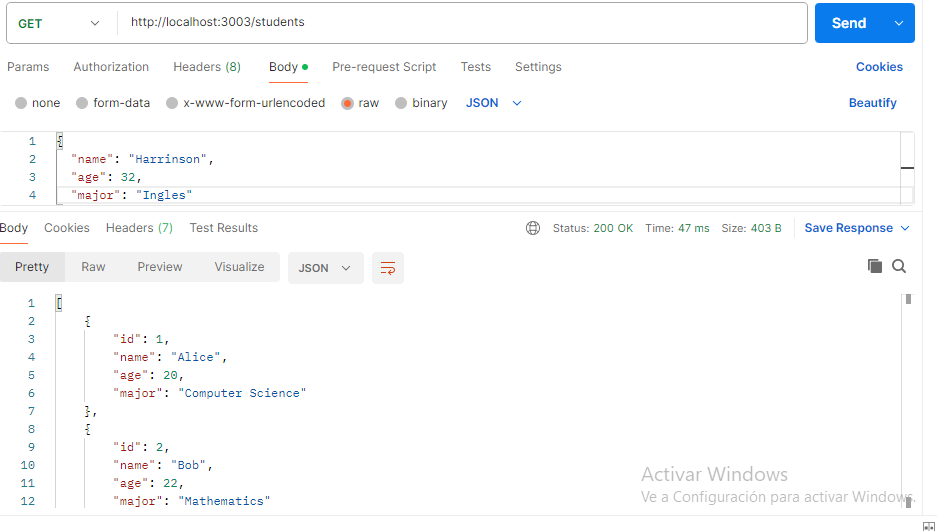 GET http://localhost:3003/students Send
Params Authorization Headers (8) Body Pre-request Script Tests Settings Cookies
none form-data x-www-form-urlencoded raw binary JSON Beautify
1 {
2 "name": "Harrinson",
3 "age": 32,
4 "major": "Ingles"
Body Cookies Headers (7) Test Results Status: 200 OK Time: 47 ms Size: 403 B Save Response
Pretty Raw Preview Visualize JSON
1 [
2 {
3 "id": 1,
4 "name": "Alice",
5 "age": 20,
6 "major": "Computer Science"
7 },
8 {
9 "id": 2,
10 "name": "Bob",
11 "age": 22,
12 "major": "Mathematics"
Activar Windows
Ve a Configuración para activar Windows.